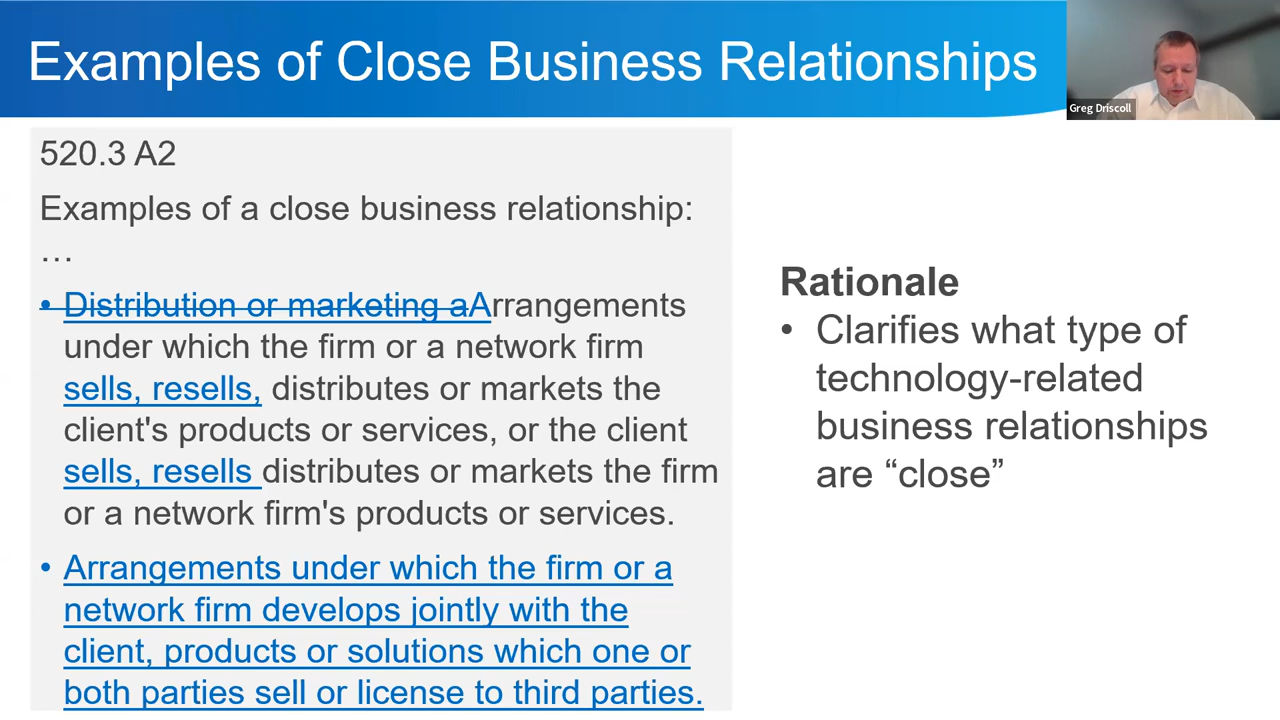 Examples of Close Business Relationships
Greg Driscoll
520.3 A2
Examples of a close business relationship:
…
• Distribution or marketing aArrangements
under which the firm or a network firm
sells, resells, distributes or markets the
client's products or services, or the client
sells, resells distributes or markets the firm
or a network firm's products or services.
• Arrangements under which the firm or a
network firm develops jointly with the
client, products or solutions which one or
both parties sell or license to third parties.
Rationale
• Clarifies what type of
technology-related
business relationships
are “close”